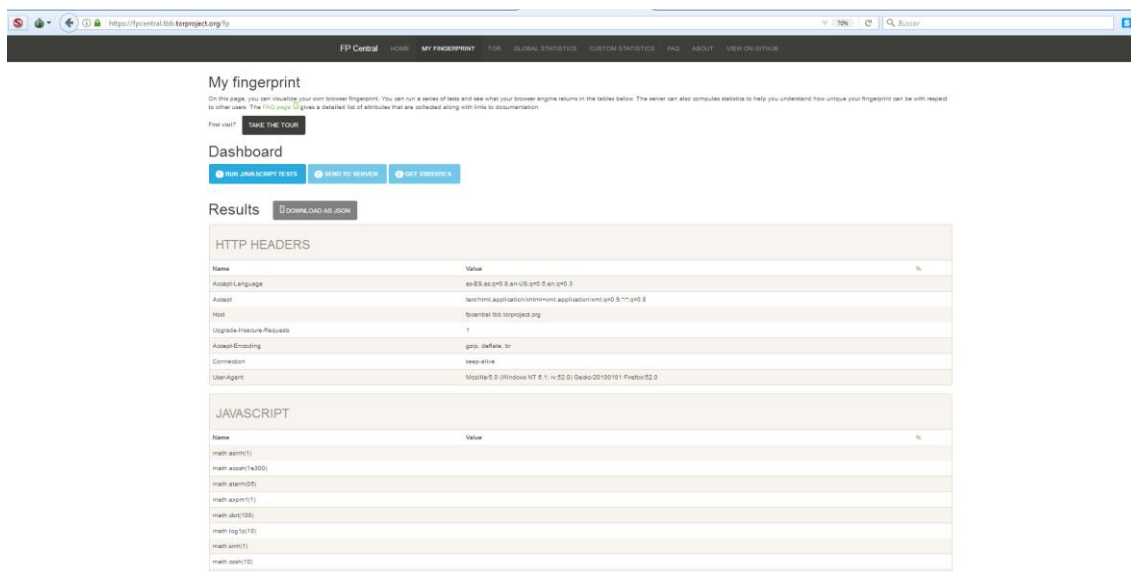 https://fpcentral.tbb.torproject.org/fp
70%
Buscar
FP Central HOME MY FINGERPRINT TOR GLOBAL STATISTICS CUSTOM STATISTICS FAQ ABOUT VIEW ON GITHUB
My fingerprint
On this page, you can visualize your own browser fingerprint. You can run a series of tests and see what your browser engine returns in the tables below. The server can also computes statistics to help you understand how unique your fingerprint can be with respect
to other users. The FAQ page gives a detailed list of attributes that are collected along with links to documentation.
First visit? TAKE THE TOUR
Dashboard
RUN JAVASCRIPT TESTS SEND TO SERVER GET STATISTICS
Results DOWNLOAD AS JSON
HTTP HEADERS
Name Value %
Accept-Language es-ES,es;q=0.8,en-US;q=0.5,en;q=0.3
Accept text/html,application/xhtml+xml,application/xml;q=0.9,*/*;q=0.8
Host fpcentral.tbb.torproject.org
Upgrade-Insecure-Requests 1
Accept-Encoding gzip, deflate, br
Connection keep-alive
User-Agent Mozilla/5.0 (Windows NT 6.1; rv:52.0) Gecko/20100101 Firefox/52.0
JAVASCRIPT
Name Value %
math.asinh(1)
math.acosh(1e300)
math.atanh(05)
math.expm1(1)
math.cbrt(100)
math.log1p(10)
math.sinh(1)
math.cosh(10)